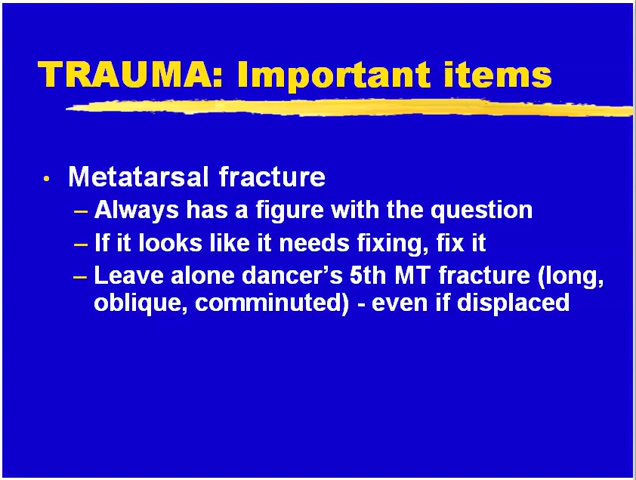 TRAUMA: Important items
• Metatarsal fracture
– Always has a figure with the question
– If it looks like it needs fixing, fix it
– Leave alone dancer's 5th MT fracture (long,
oblique, comminuted) - even if displaced